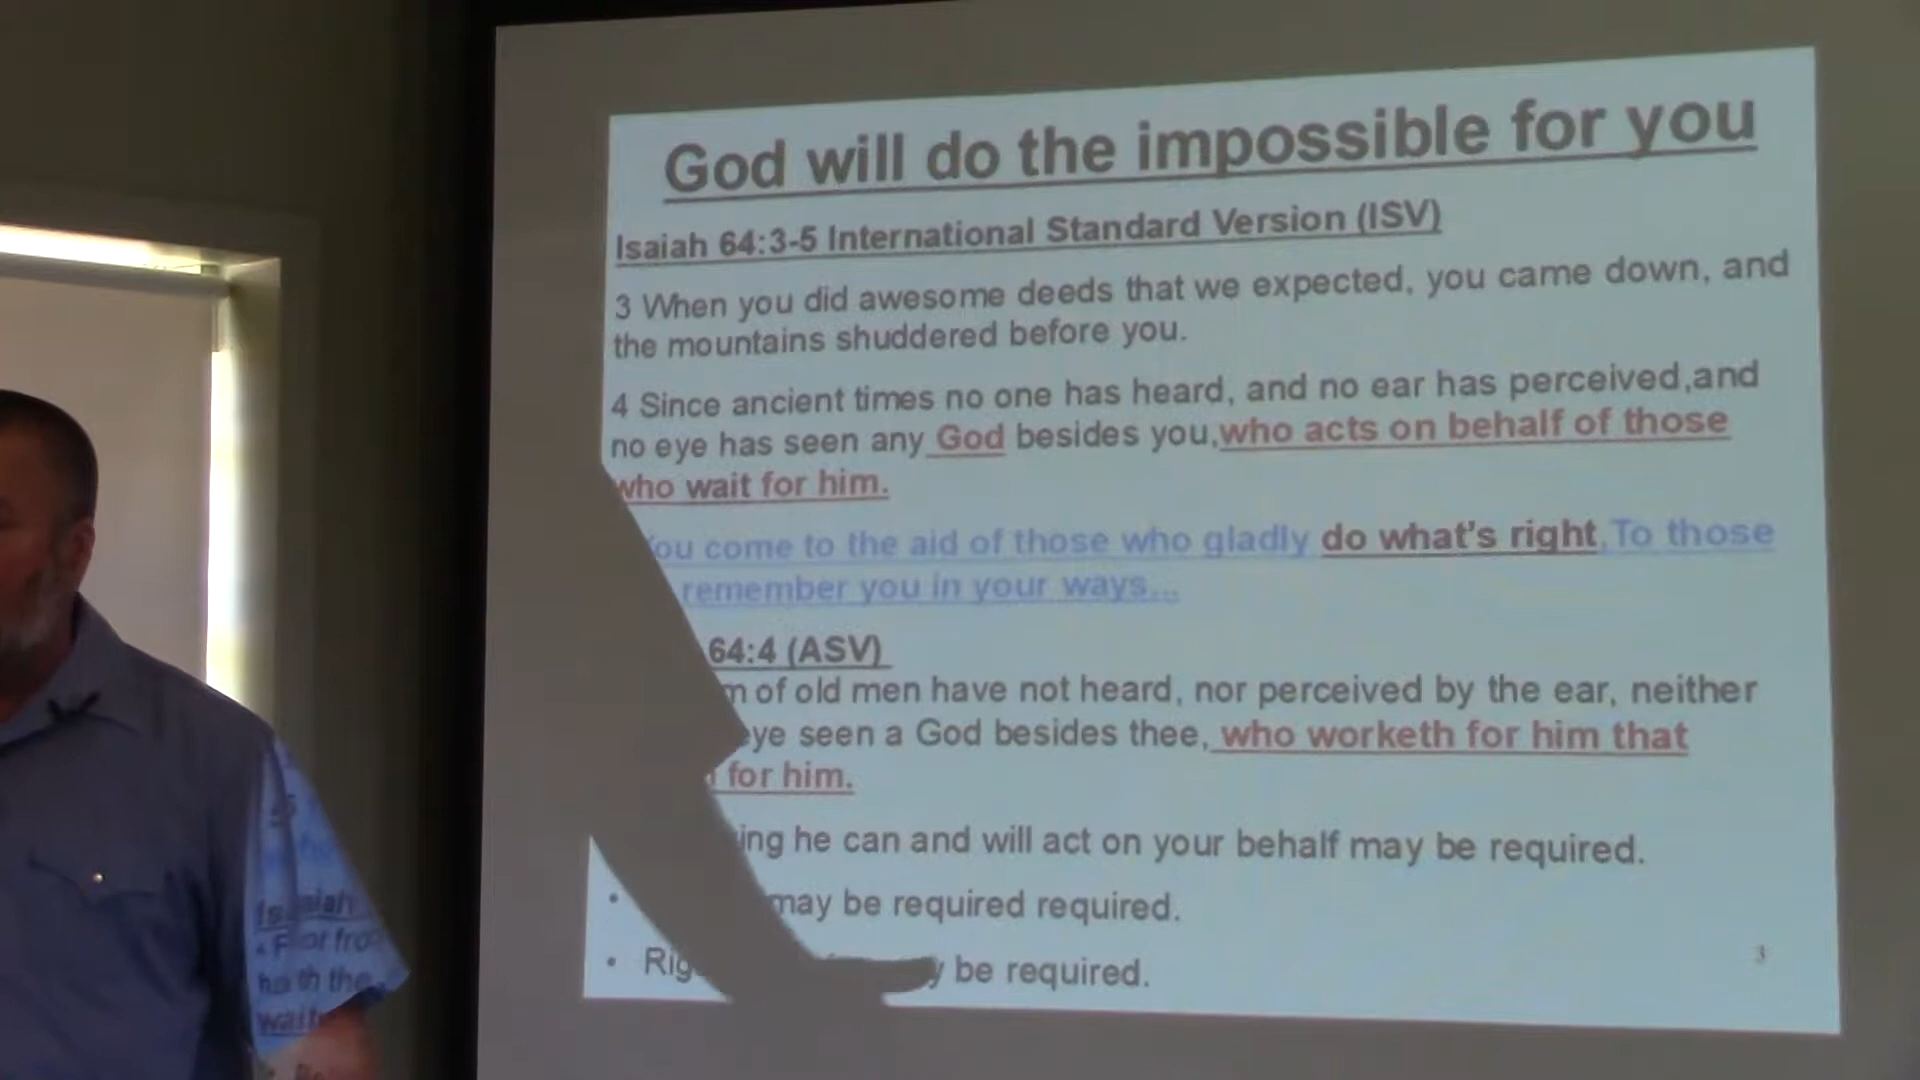 God will do the impossible for you
Isaiah 64:3-5 International Standard Version (ISV)
3 When you did awesome deeds that we expected, you came down, and
the mountains shuddered before you.
4 Since ancient times no one has heard, and no ear has perceived,and
no eye has seen any God besides you,who acts on behalf of those
who wait for him.
You come to the aid of those who gladly do what's right,To those
remember you in your ways...
64:4 (ASV)
of old men have not heard, nor perceived by the ear, neither
eye seen a God besides thee, who worketh for him that
for him.
he can and will act on your behalf may be required.
• may be required required.
• be required.
3
Isaiah